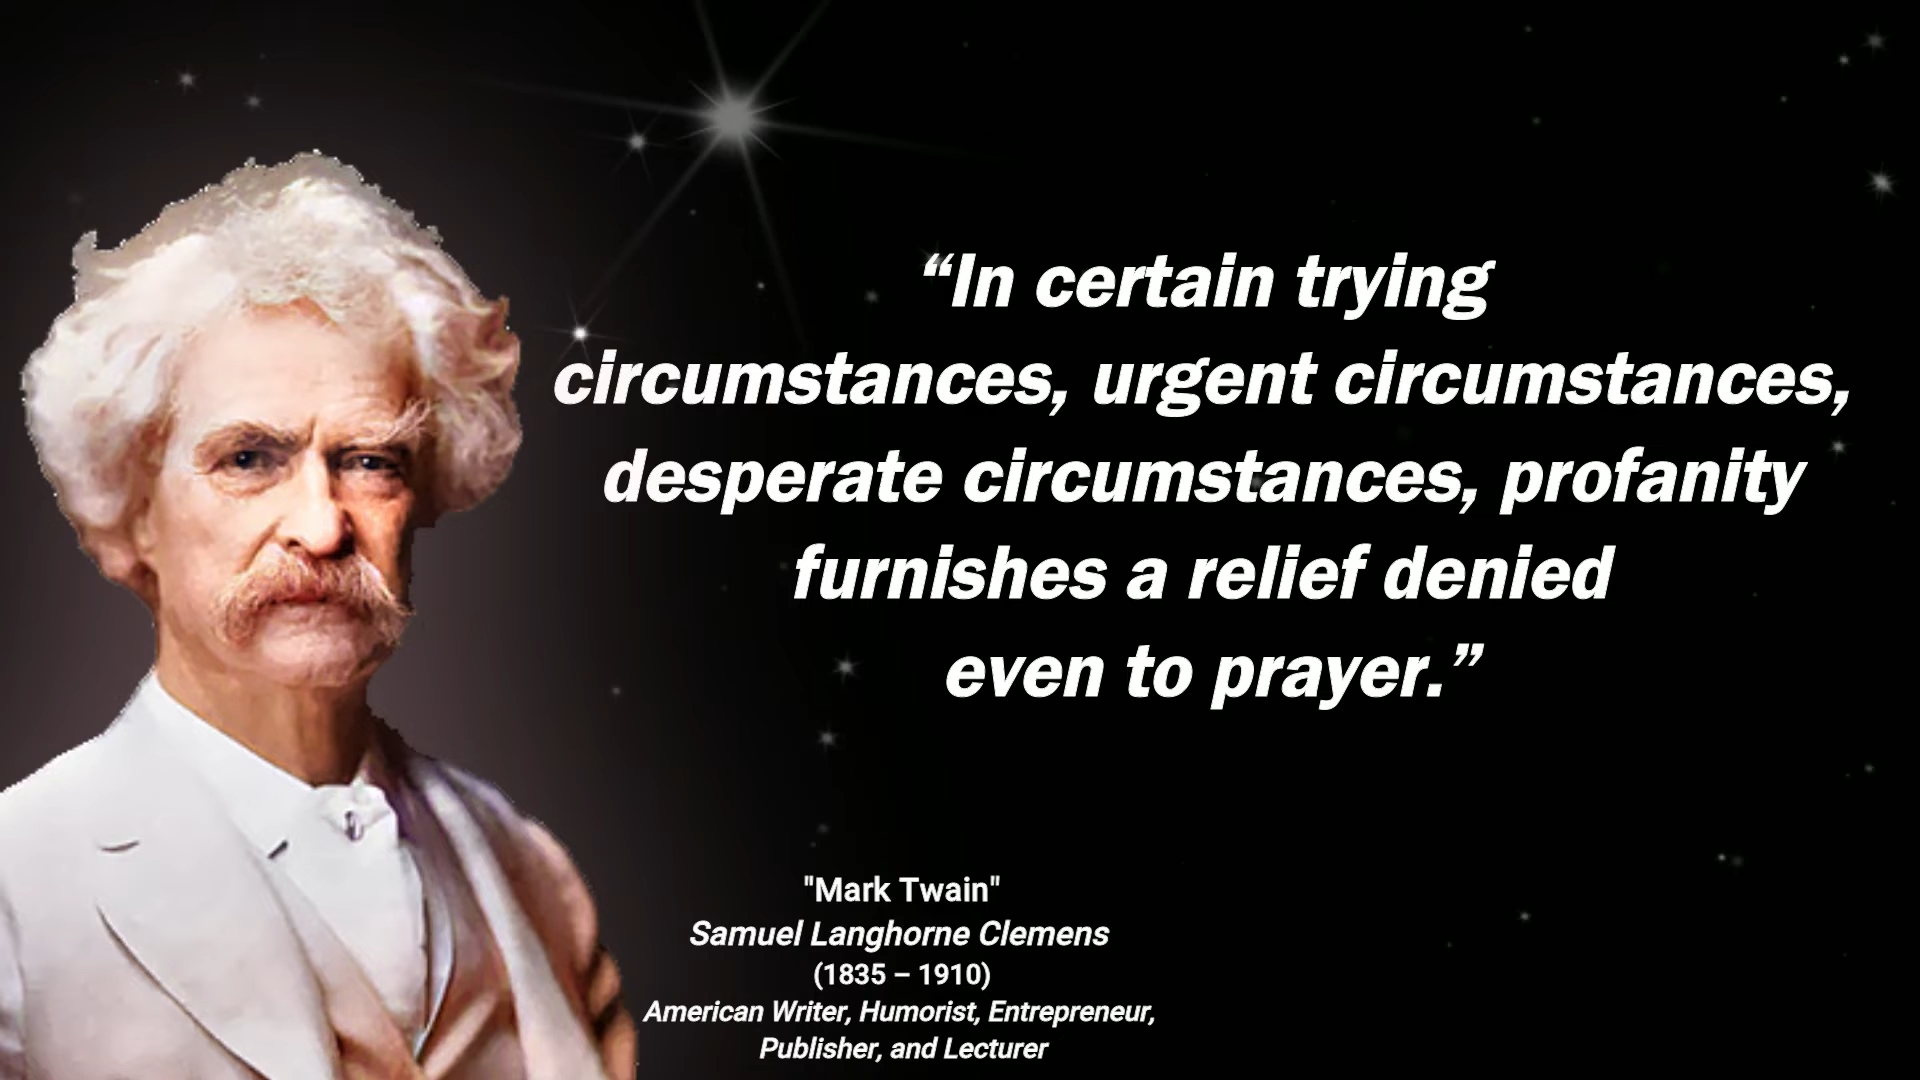 “In certain trying
circumstances, urgent circumstances,
desperate circumstances, profanity
furnishes a relief denied
even to prayer.”
"Mark Twain"
Samuel Langhorne Clemens
(1835 – 1910)
American Writer, Humorist, Entrepreneur,
Publisher, and Lecturer